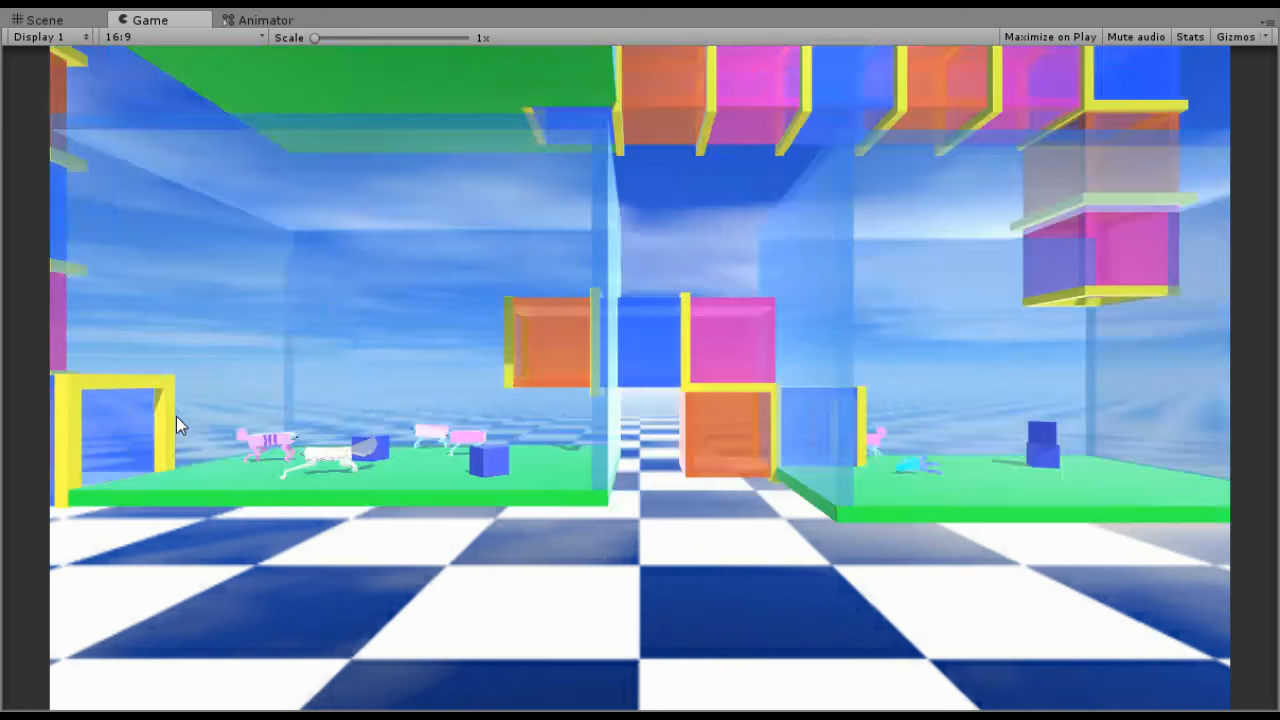 Scene Game Animator
Display 1 16:9 Scale 1x Maximize on Play Mute audio Stats Gizmos